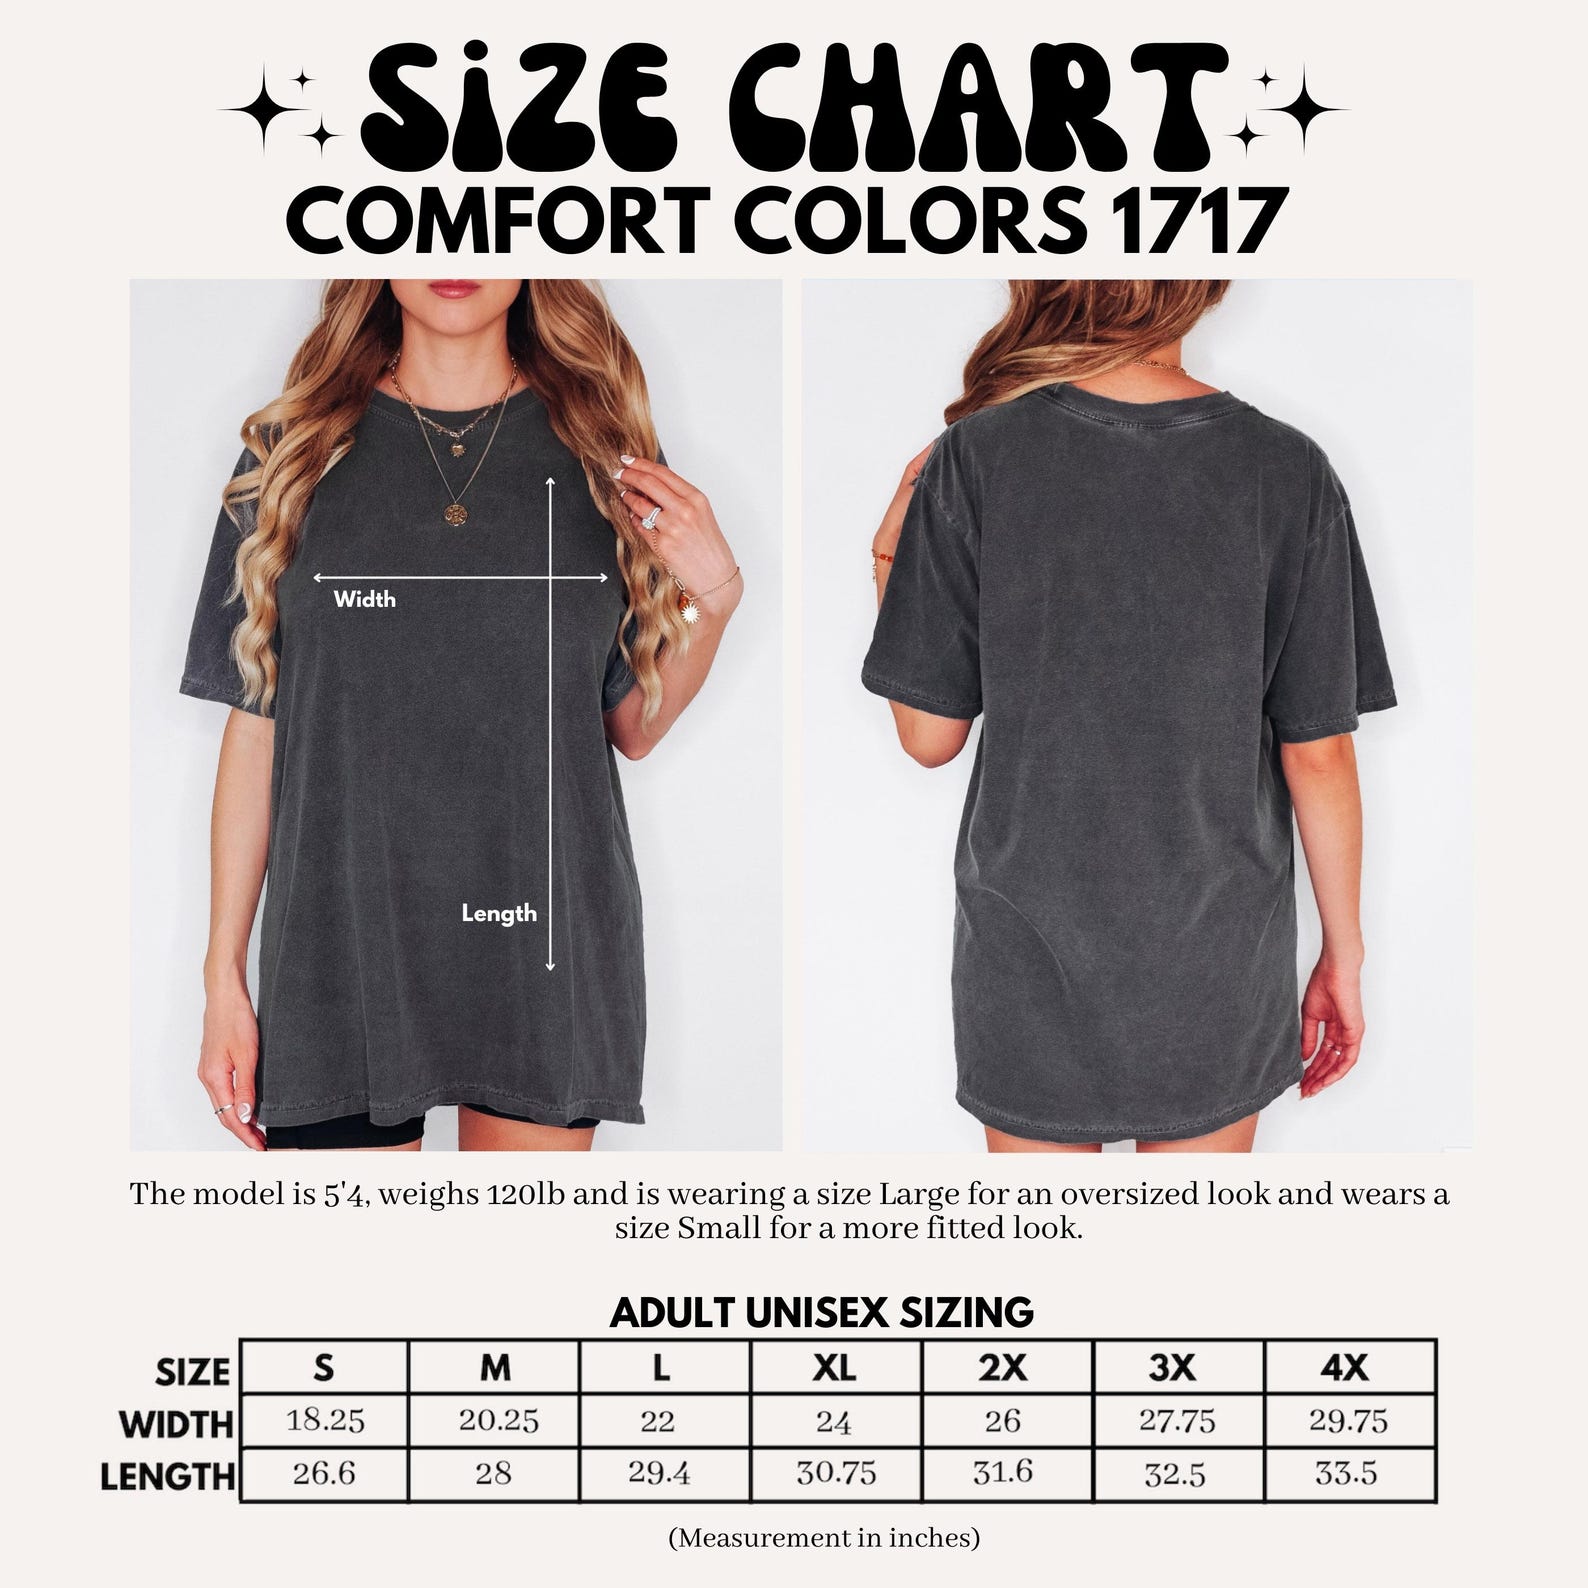 SiZE CHART
COMFORT COLORS 1717
Width
Length
The model is 5'4, weighs 120lb and is wearing a size Large for an oversized look and wears a
size Small for a more fitted look.
ADULT UNISEX SIZING
SIZE S M L XL 2X 3X 4X
WIDTH 18.25 20.25 22 24 26 27.75 29.75
LENGTH 26.6 28 29.4 30.75 31.6 32.5 33.5
(Measurement in inches)